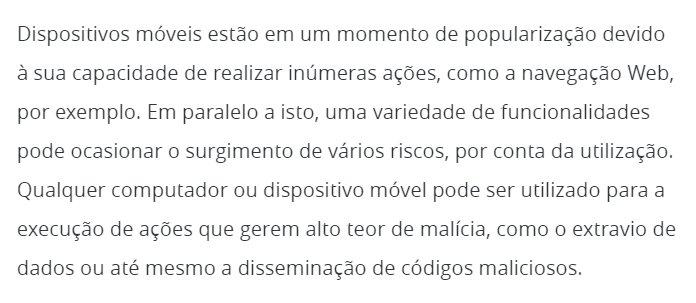 Dispositivos móveis estão em um momento de popularização devido
à sua capacidade de realizar inúmeras ações, como a navegação Web,
por exemplo. Em paralelo a isto, uma variedade de funcionalidades
pode ocasionar o surgimento de vários riscos, por conta da utilização.
Qualquer computador ou dispositivo móvel pode ser utilizado para a
execução de ações que gerem alto teor de malícia, como o extravio de
dados ou até mesmo a disseminação de códigos maliciosos.